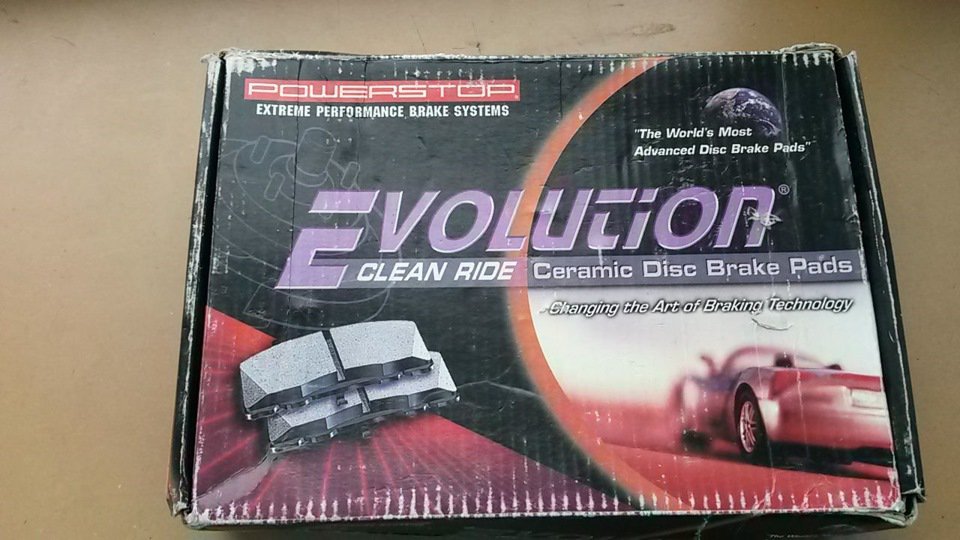 POWERSTOP
EXTREME PERFORMANCE BRAKE SYSTEMS
"The World's Most
Advanced Disc Brake Pads"
EVOLUTION®
CLEAN RIDE Ceramic Disc Brake Pads
Changing the Art of Braking Technology